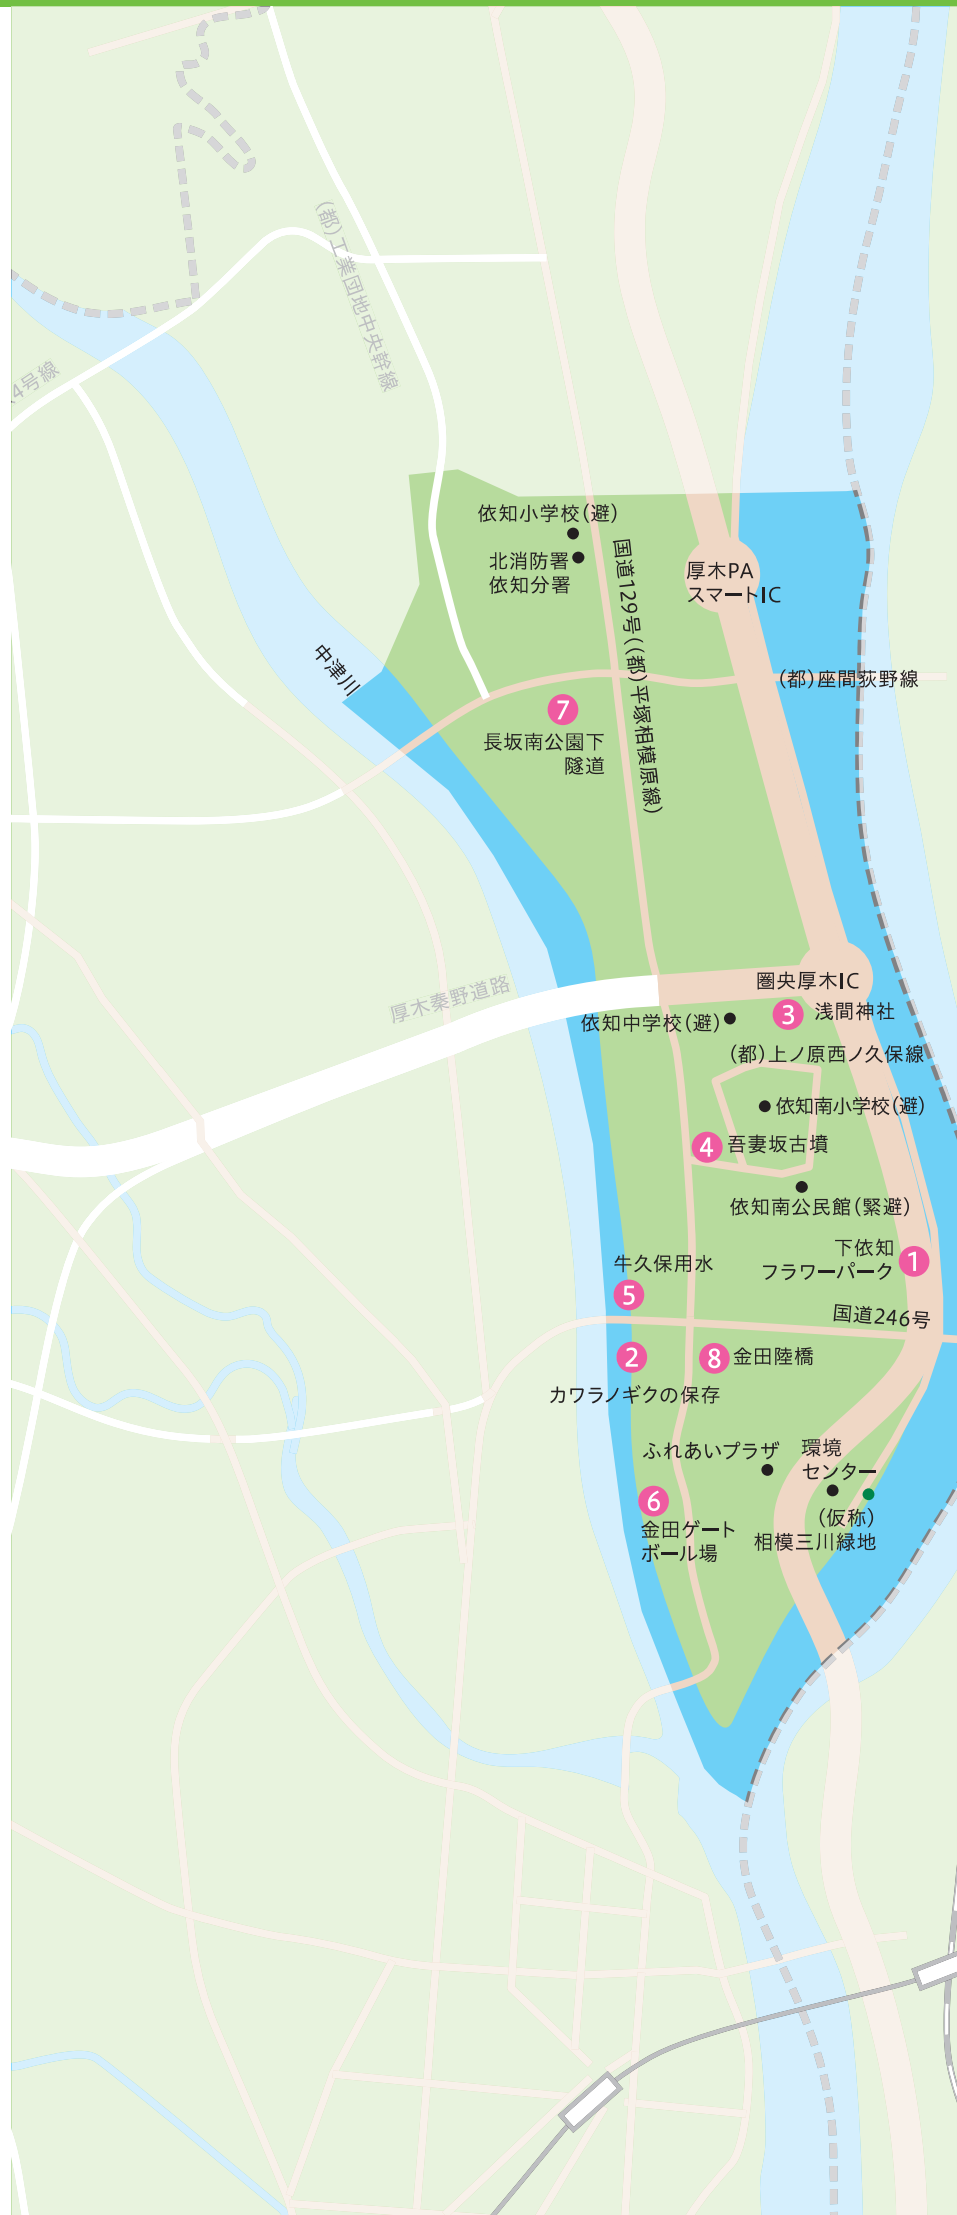 (都)工業団地中央幹線
4号線
依知小学校(避)
北消防署
依知分署
国道129号((都)平塚相模原線)
厚木PA
スマートIC
中津川
(都)座間荻野線
7
長坂南公園下
隧道
圏央厚木IC
厚木秦野道路
3 浅間神社
依知中学校(避)
(都)上ノ原西ノ久保線
依知南小学校(避)
4 吾妻坂古墳
依知南公民館(緊避)
下依知
フラワーパーク
1
牛久保用水
5
国道246号
2
8 金田陸橋
カワラノギクの保存
ふれあいプラザ
環境
センター
6
金田ゲート
ボール場
(仮称)
相模三川緑地